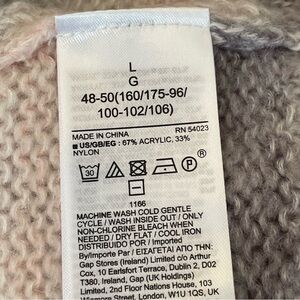 L
G
48-50(160/175-96/
100-102/106)
MADE IN CHINA RN 54023
US/GB/EG : 67% ACRYLIC, 33%
NYLON
30
P
1166
MACHINE WASH COLD GENTLE
CYCLE / WASH INSIDE OUT / ONLY
NON-CHLORINE BLEACH WHEN
NEEDED / DRY FLAT / COOL IRON
DISTRIBUIDO POR / Imported
By/Importe Par / ΕΙΣΑΓΕΤΑΙ ΑΠΟ ΤΗΝ:
Gap Stores (Ireland) Limited c/o Arthur
Cox, 10 Earlsfort Terrace, Dublin 2, D02
T380, Ireland, Gap (UK Holdings)
Limited, 2nd Floor Nations House, 103
Wigmore Street, London, W1U 1QS, UK